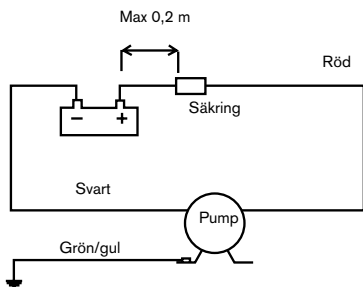 Max 0,2 m
Röd
Säkring
− +
Svart
Pump
Grön/gul